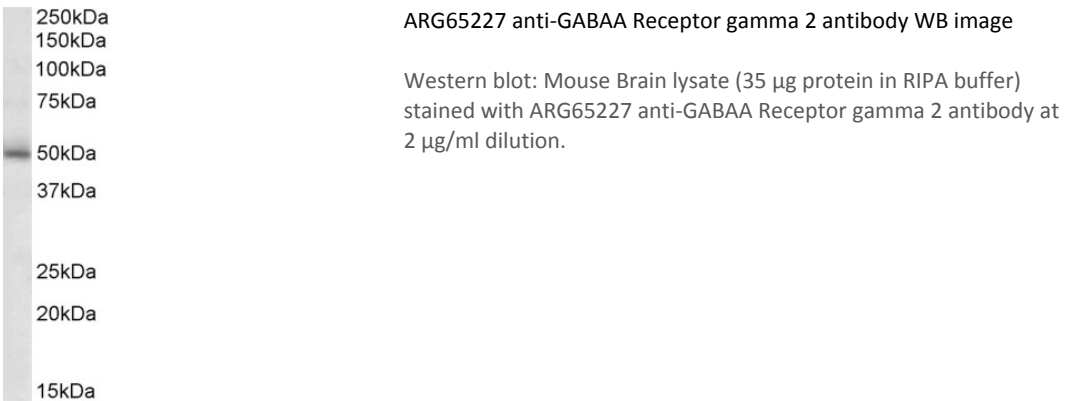 250kDa
150kDa
100kDa
75kDa
50kDa
37kDa
25kDa
20kDa
15kDa
ARG65227 anti-GABAA Receptor gamma 2 antibody WB image
Western blot: Mouse Brain lysate (35 µg protein in RIPA buffer)
stained with ARG65227 anti-GABAA Receptor gamma 2 antibody at
2 µg/ml dilution.